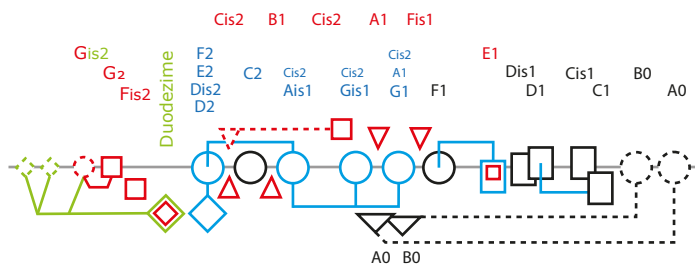 Cis2 B1 Cis2 A1 Fis1
Gis2
G2
Fis2
Duodezime
F2
E2
Dis2
D2
C2
Cis2
Ais1
Cis2
Gis1
Cis2
A1
G1
F1
E1
Dis1
D1
Cis1
C1
B0
A0
A0 B0